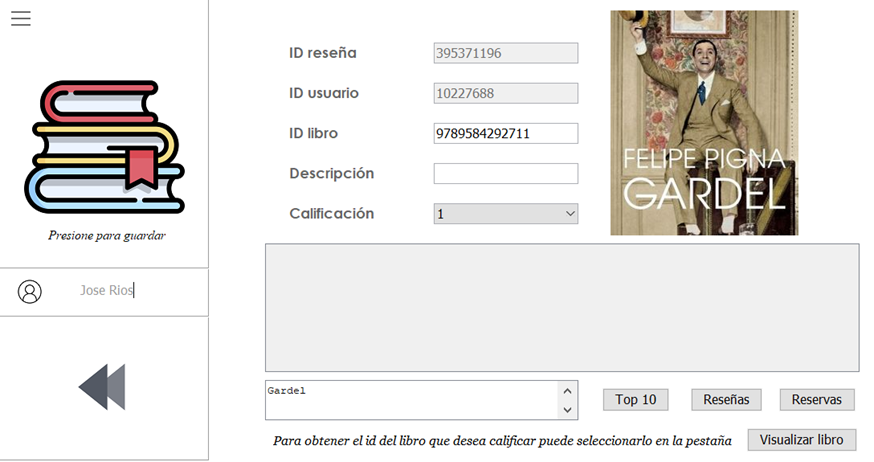 ID reseña 395371196
ID usuario 10227688
ID libro 9789584292711
Descripción
Calificación 1
FELIPE PIGNA
GARDEL
Presione para guardar
Jose Rios
Gardel
Top 10 Reseñas Reservas
Para obtener el id del libro que desea calificar puede seleccionarlo en la pestaña Visualizar libro